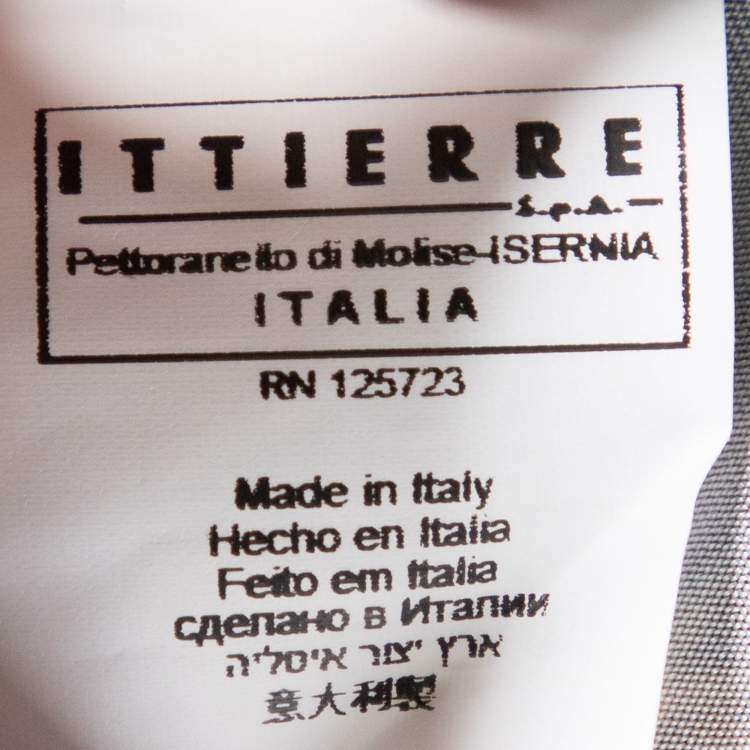 ITTIERRE
S.p.A.
Pettoranello di Molise-ISERNIA
ITALIA
RN 125723
Made in Italy
Hecho en Italia
Feito em Italia
сделано в Италии
ארץ יצור איטליה
意大利製